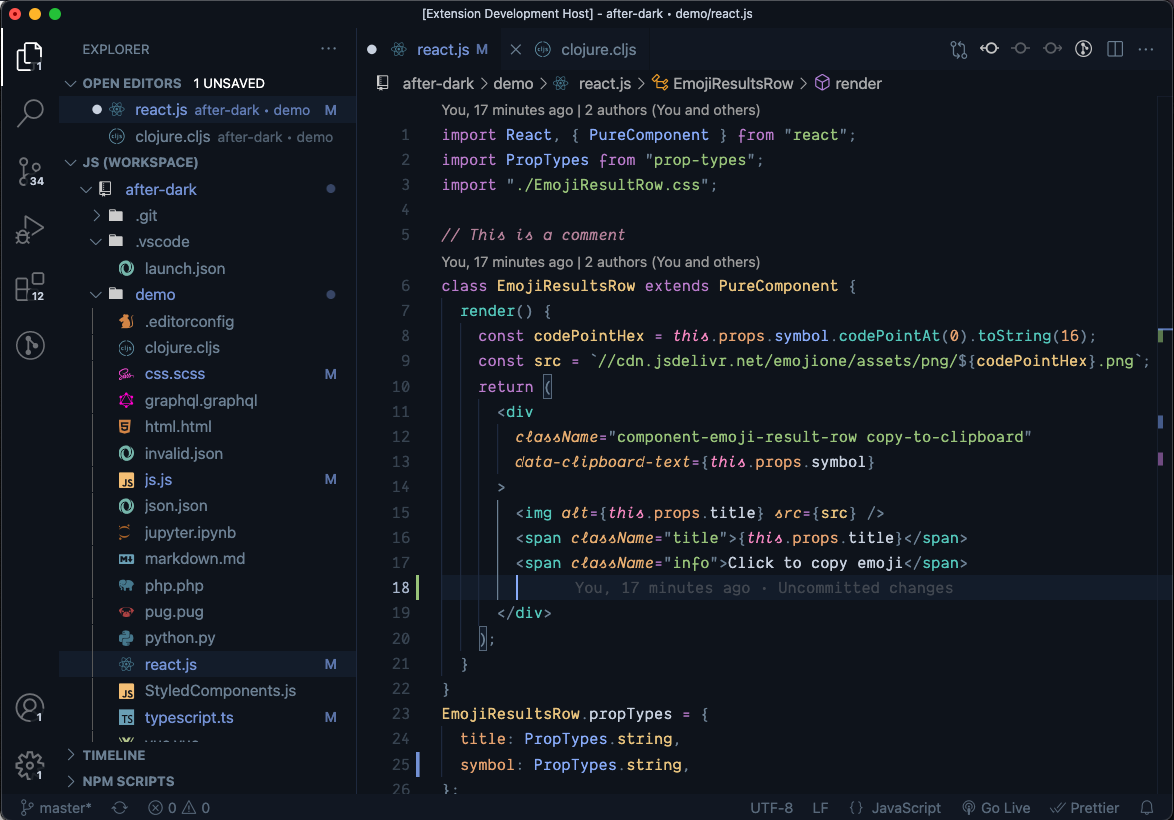 [Extension Development Host] - after-dark • demo/react.js
EXPLORER
OPEN EDITORS 1 UNSAVED
react.js after-dark • demo M
clojure.cljs after-dark • demo
JS (WORKSPACE)
after-dark
.git
.vscode
launch.json
demo
.editorconfig
clojure.cljs
css.scss M
graphql.graphql
html.html
invalid.json
js.js M
json.json
jupyter.ipynb
markdown.md
php.php
pug.pug
python.py
react.js M
StyledComponents.js
typescript.ts M
TIMELINE
NPM SCRIPTS
1
34
12
1
1
react.js M
clojure.cljs
after-dark > demo > react.js > EmojiResultsRow > render
You, 17 minutes ago | 2 authors (You and others)
1 import React, { PureComponent } from "react";
2 import PropTypes from "prop-types";
3 import "./EmojiResultRow.css";
4
5 // This is a comment
You, 17 minutes ago | 2 authors (You and others)
6 class EmojiResultsRow extends PureComponent {
7 render() {
8 const codePointHex = this.props.symbol.codePointAt(0).toString(16);
9 const src = `//cdn.jsdelivr.net/emojione/assets/png/${codePointHex}.png`;
10 return (
11 <div
12 className="component-emoji-result-row copy-to-clipboard"
13 data-clipboard-text={this.props.symbol}
14 >
15 <img alt={this.props.title} src={src} />
16 <span className="title">{this.props.title}</span>
17 <span className="info">Click to copy emoji</span>
18 You, 17 minutes ago • Uncommitted changes
19 </div>
20 );
21 }
22 }
23 EmojiResultsRow.propTypes = {
24 title: PropTypes.string,
25 symbol: PropTypes.string,
26 };
master* 0 0 UTF-8 LF {} JavaScript Go Live Prettier